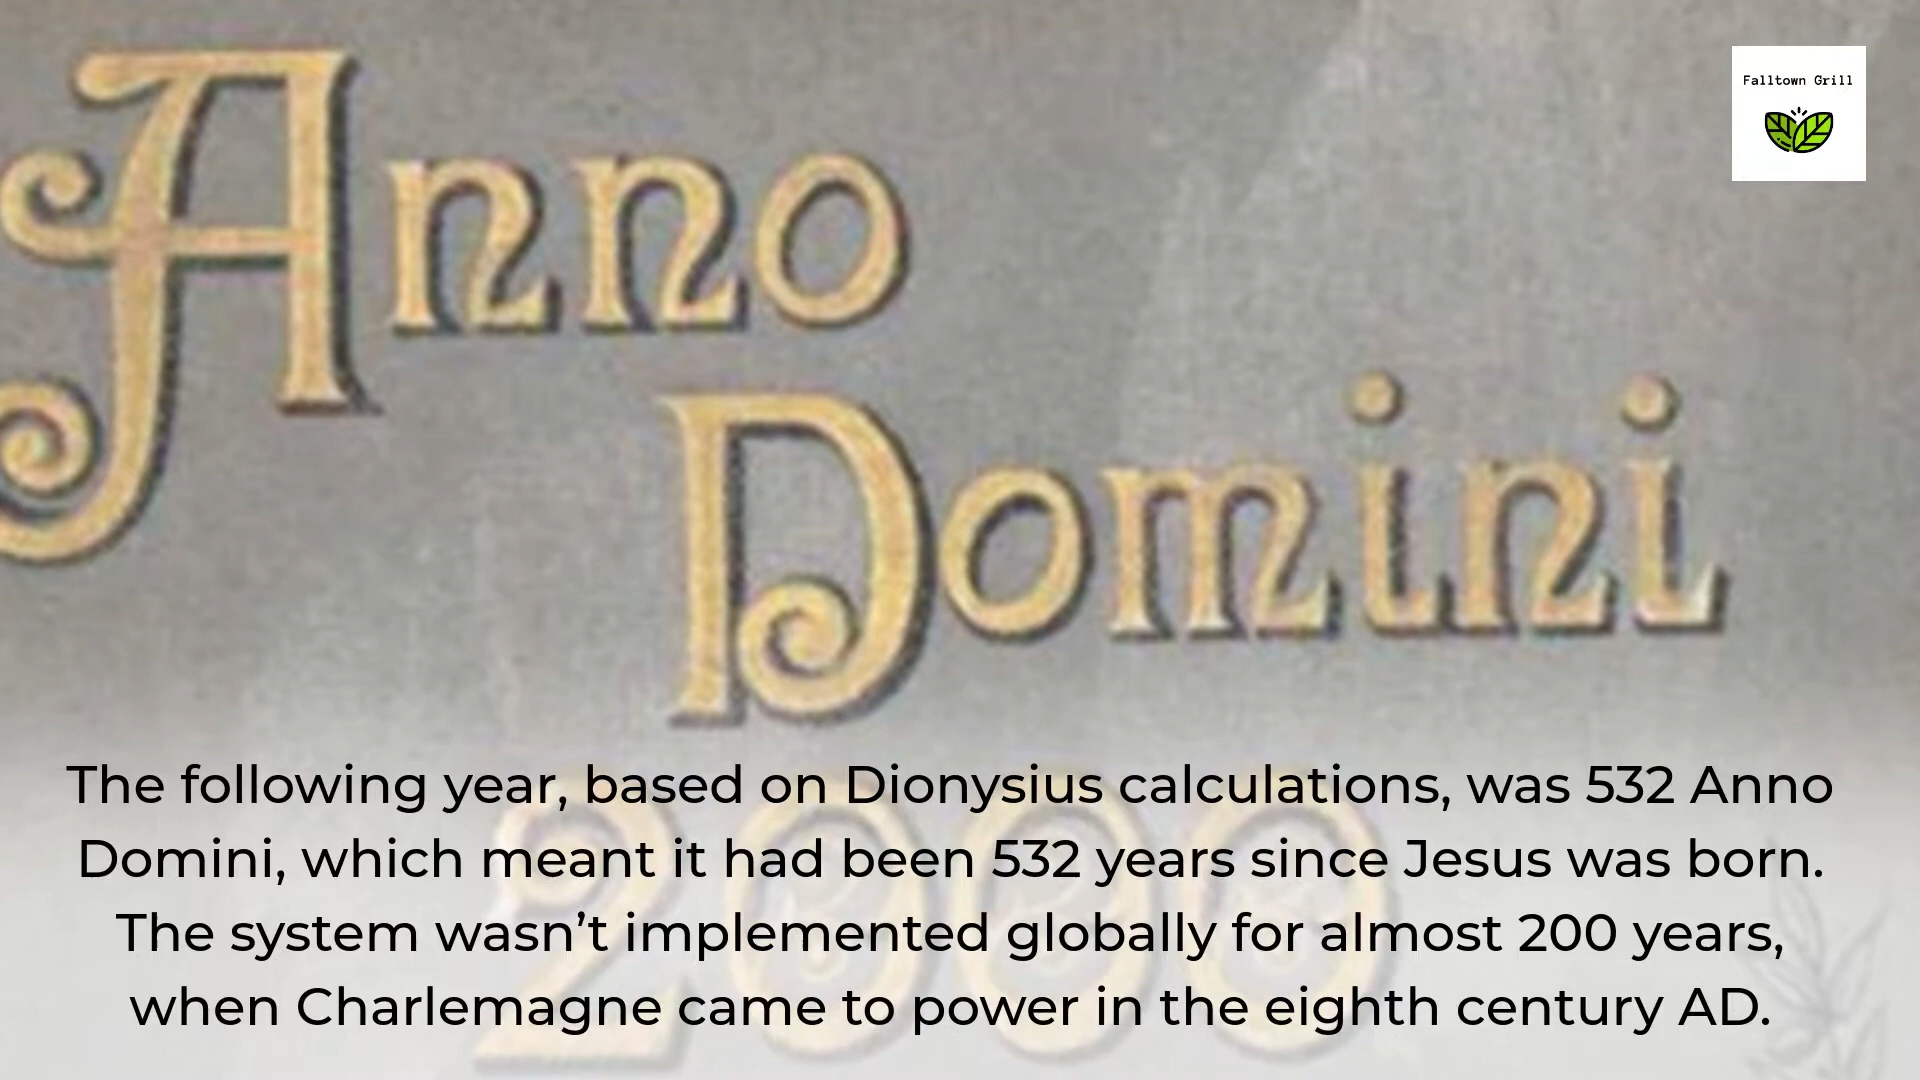 Falltown Grill
Anno
Domini
2000
The following year, based on Dionysius calculations, was 532 Anno
Domini, which meant it had been 532 years since Jesus was born.
The system wasn’t implemented globally for almost 200 years,
when Charlemagne came to power in the eighth century AD.